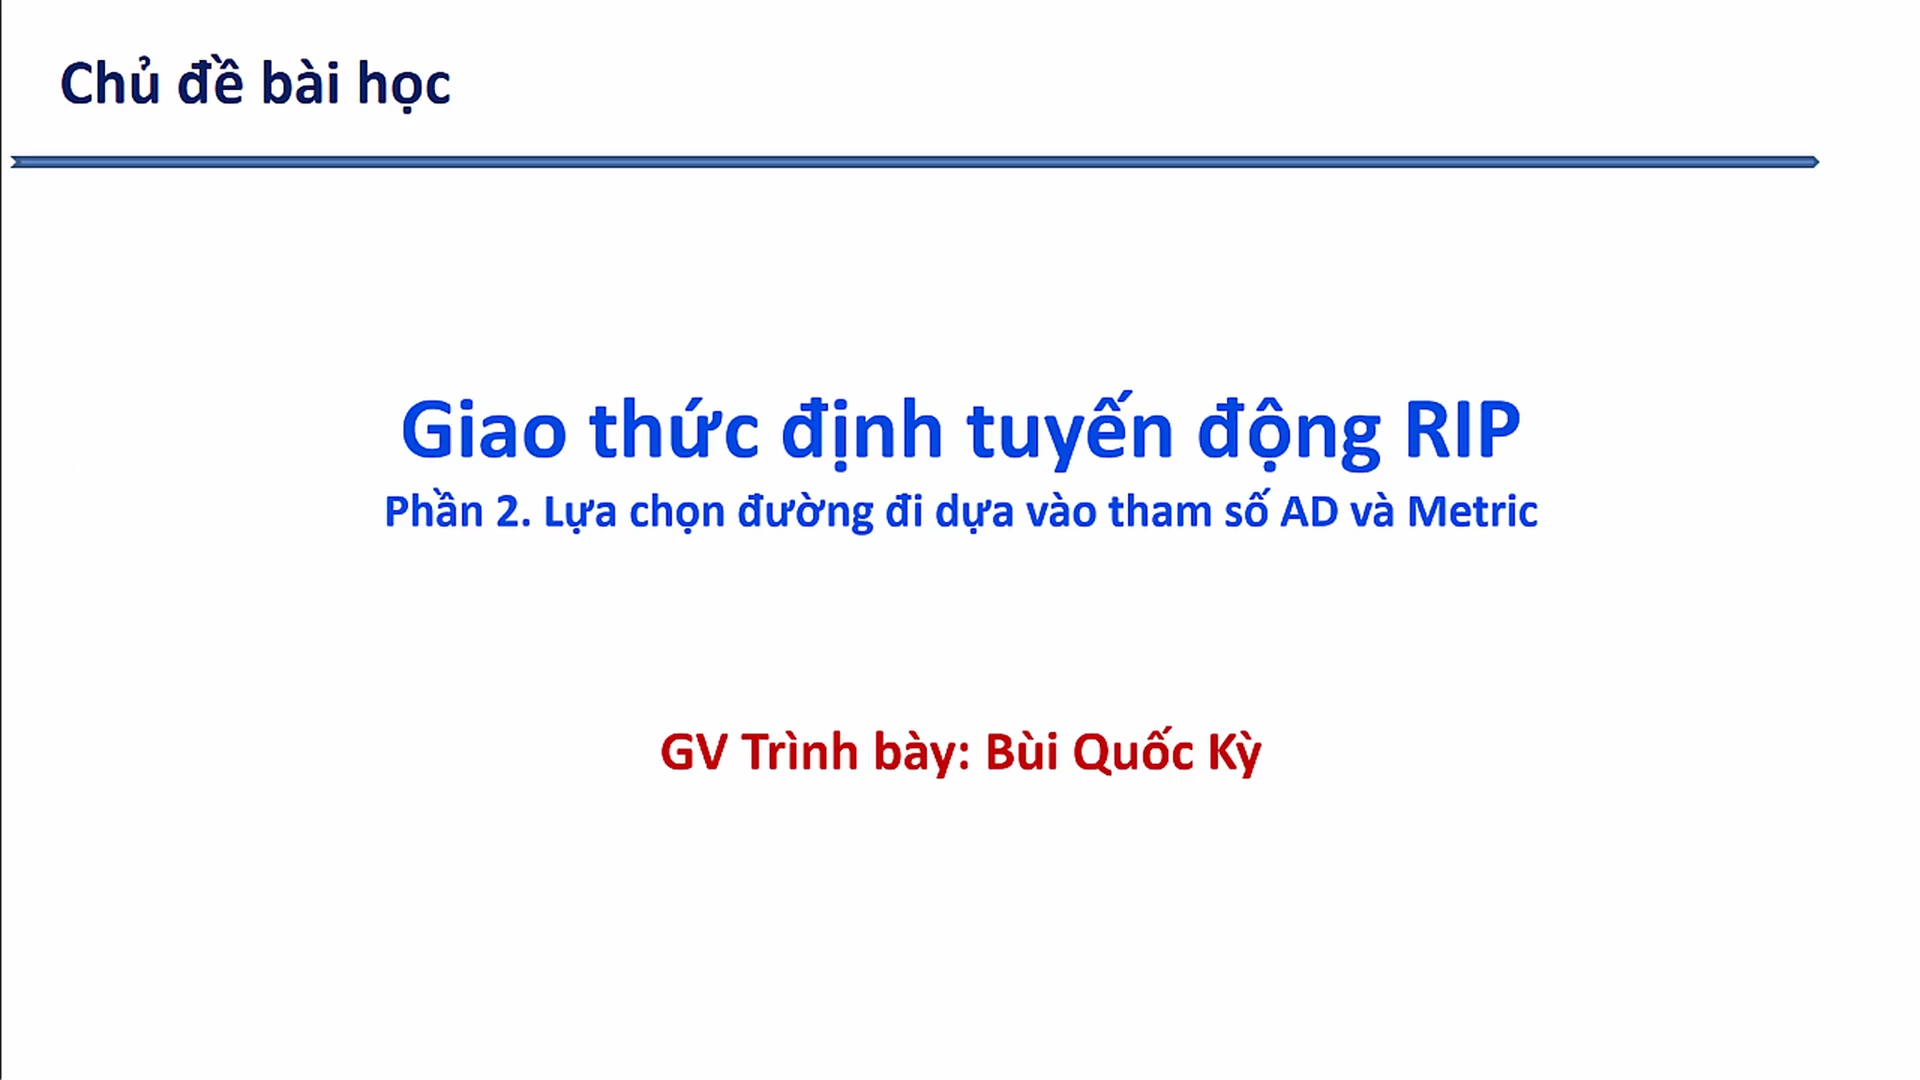 Chủ đề bài học
Giao thức định tuyến động RIP
Phần 2. Lựa chọn đường đi dựa vào tham số AD và Metric
GV Trình bày: Bùi Quốc Kỳ